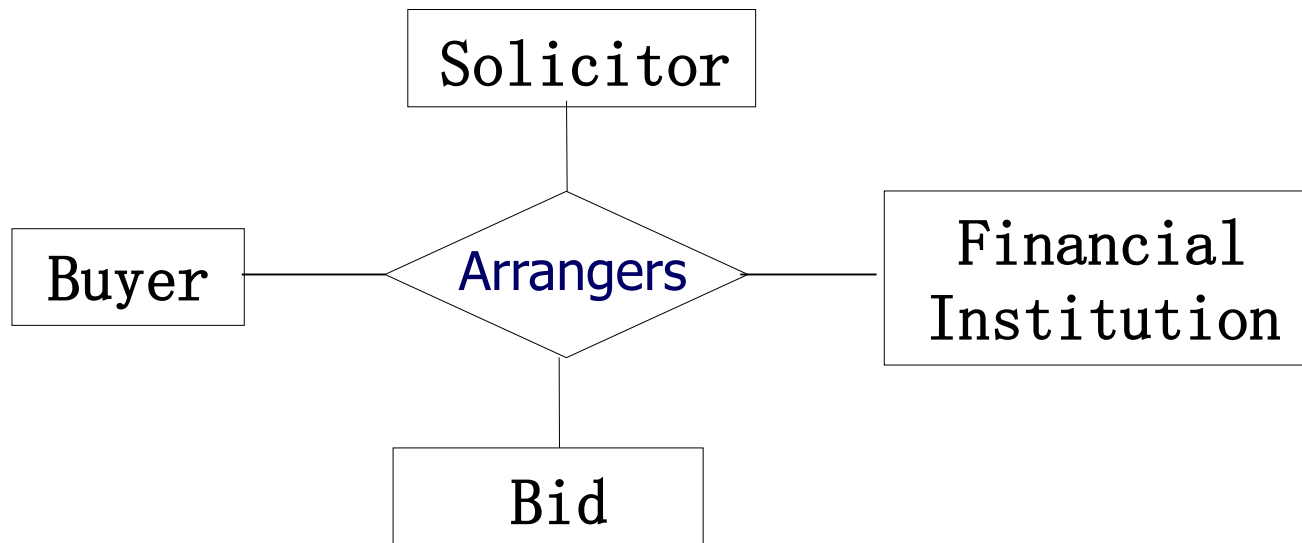 Solicitor
Buyer
Arrangers
Financial
Institution
Bid